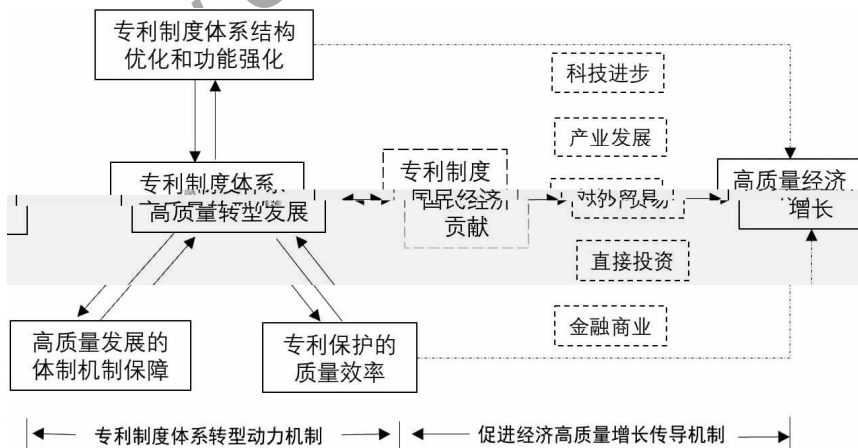 专利制度体系结构
优化和功能强化
科技进步
产业发展
专利制度体系
高质量转型发展
专利制度
国民经济
贡献
对外贸易
高质量经济
增长
直接投资
高质量发展的
体制机制保障
专利保护的
质量效率
金融商业
专利制度体系转型动力机制
促进经济高质量增长传导机制